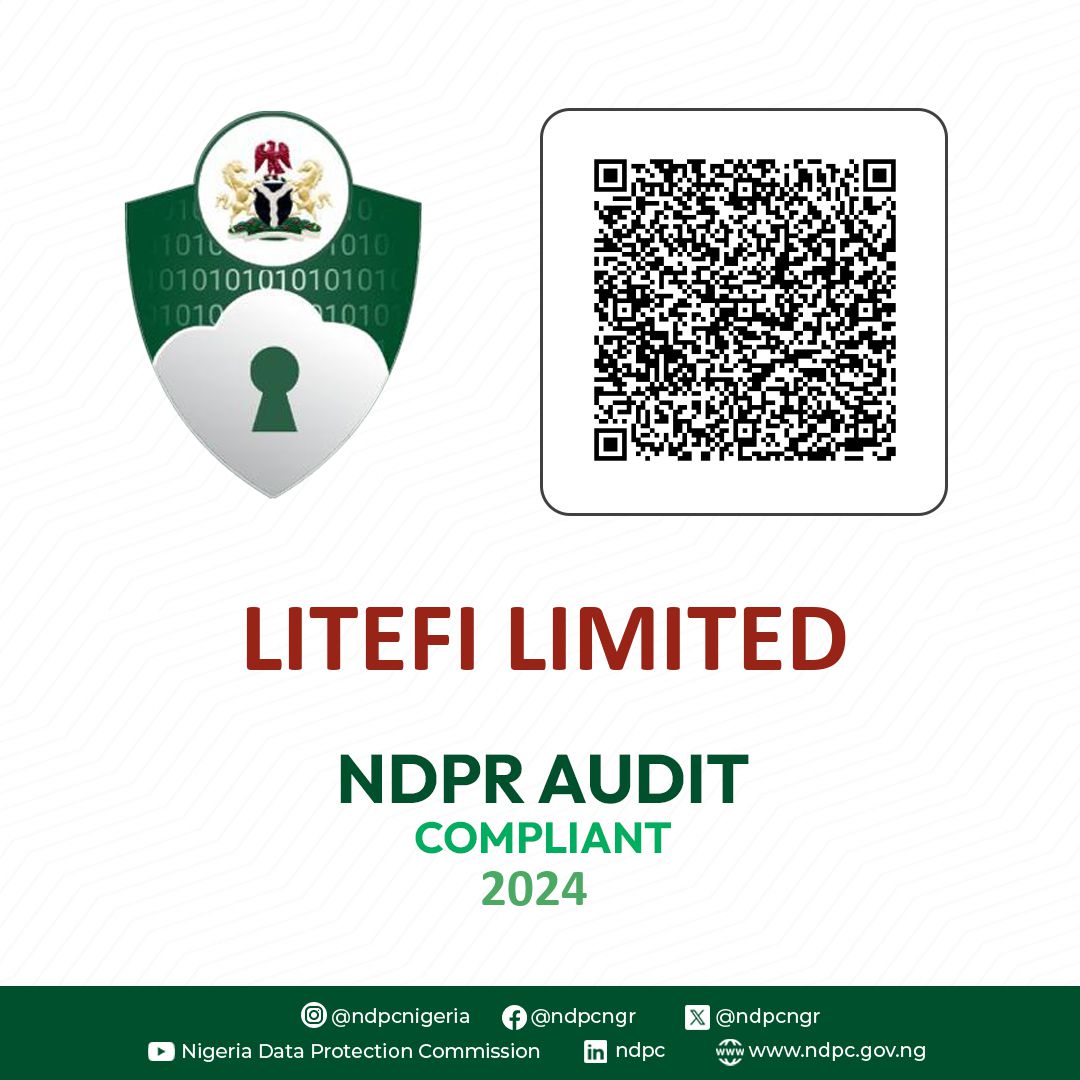 LITEFI LIMITED
NDPR AUDIT
COMPLIANT
2024
@ndpcnigeria @ndpcngr @ndpcngr
Nigeria Data Protection Commission ndpc www.ndpc.gov.ng